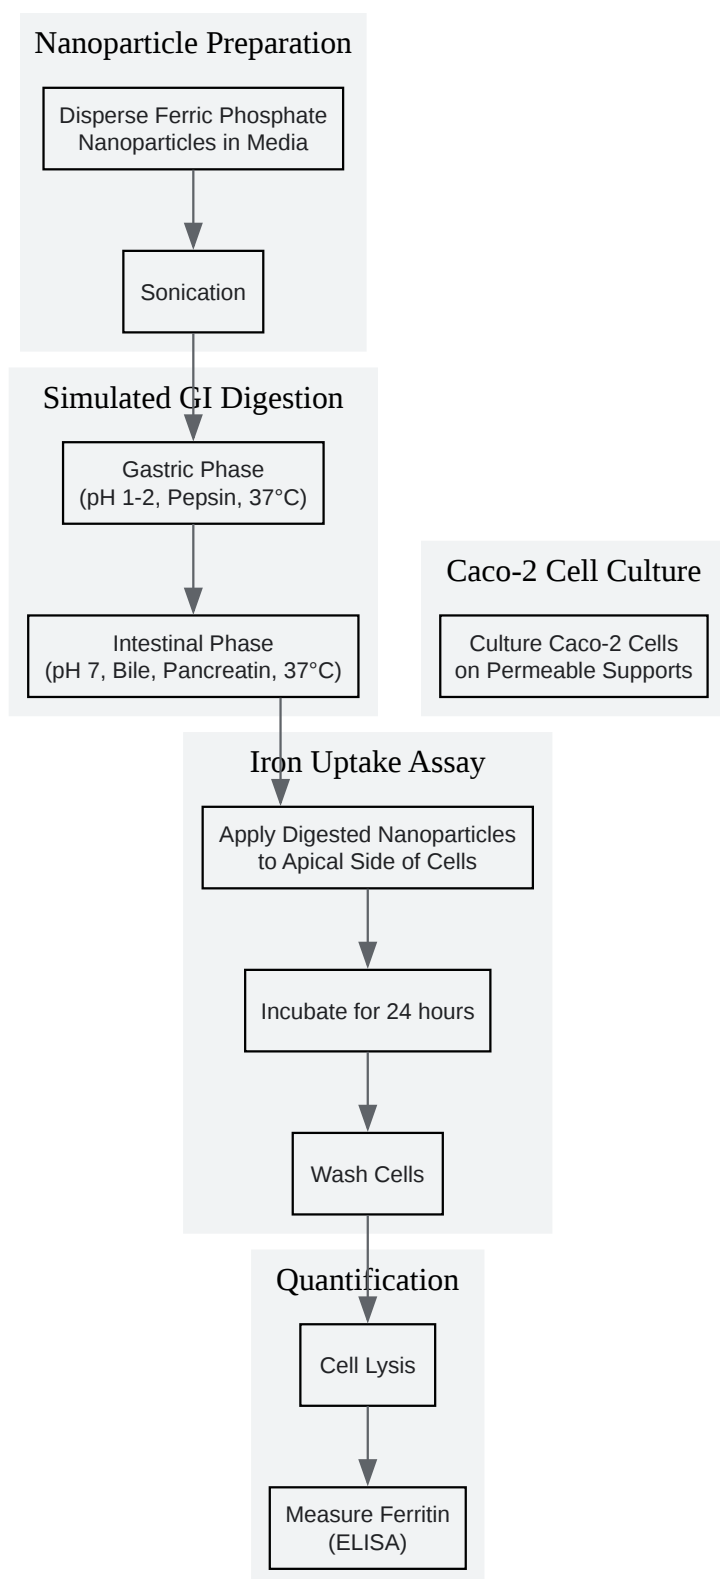 Nanoparticle Preparation
Disperse Ferric Phosphate
Nanoparticles in Media
Sonication
Simulated GI Digestion
Gastric Phase
(pH 1-2, Pepsin, 37°C)
Intestinal Phase
(pH 7, Bile, Pancreatin, 37°C)
Caco-2 Cell Culture
Culture Caco-2 Cells
on Permeable Supports
Iron Uptake Assay
Apply Digested Nanoparticles
to Apical Side of Cells
Incubate for 24 hours
Wash Cells
Quantification
Cell Lysis
Measure Ferritin
(ELISA)